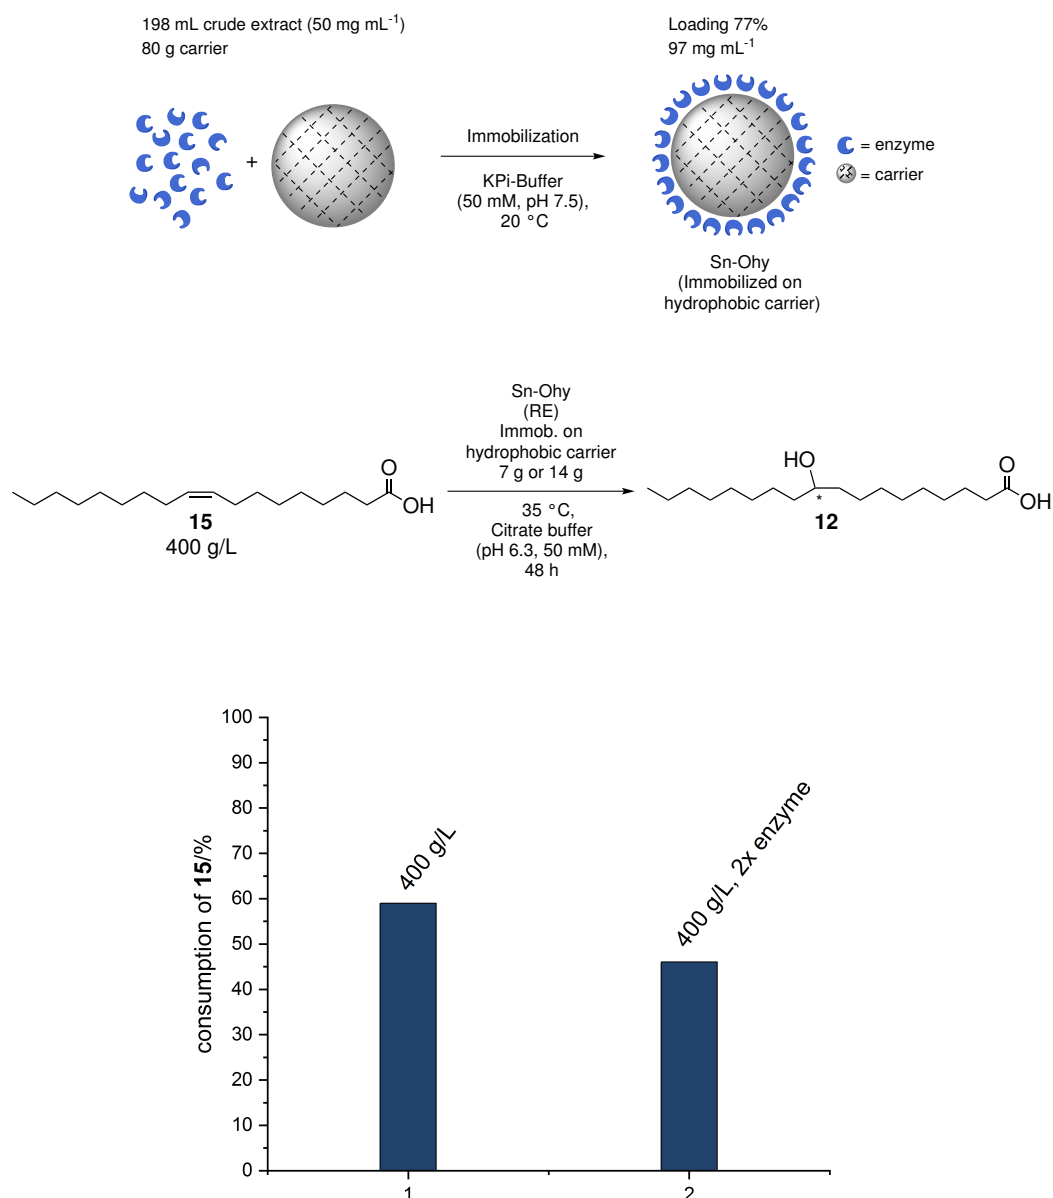 198 mL crude extract (50 mg mL⁻¹)
80 g carrier
Loading 77%
97 mg mL⁻¹
+
Immobilization
KPi-Buffer
(50 mM, pH 7.5),
20 °C
= enzyme
= carrier
Sn-Ohy
(Immobilized on
hydrophobic carrier)
Sn-Ohy
(RE)
Immob. on
hydrophobic carrier
7 g or 14 g
35 °C,
Citrate buffer
(pH 6.3, 50 mM),
48 h
O
OH
15
400 g/L
HO
*
O
OH
12
consumption of 15/%
100
90
80
70
60
50
40
30
20
10
0
400 g/L
400 g/L, 2x enzyme
1
2